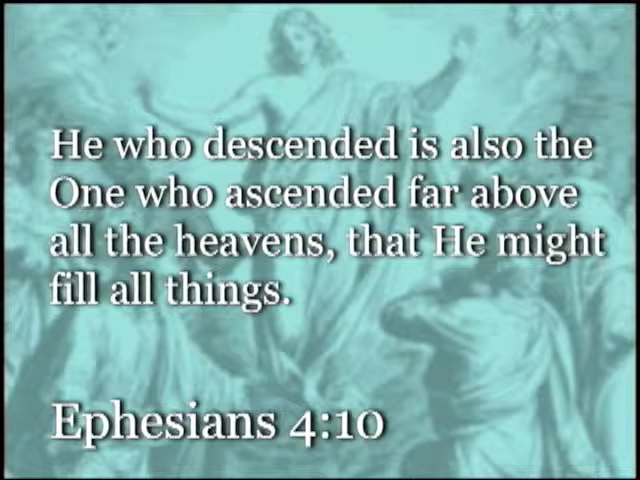 He who descended is also the
One who ascended far above
all the heavens, that He might
fill all things.
Ephesians 4:10